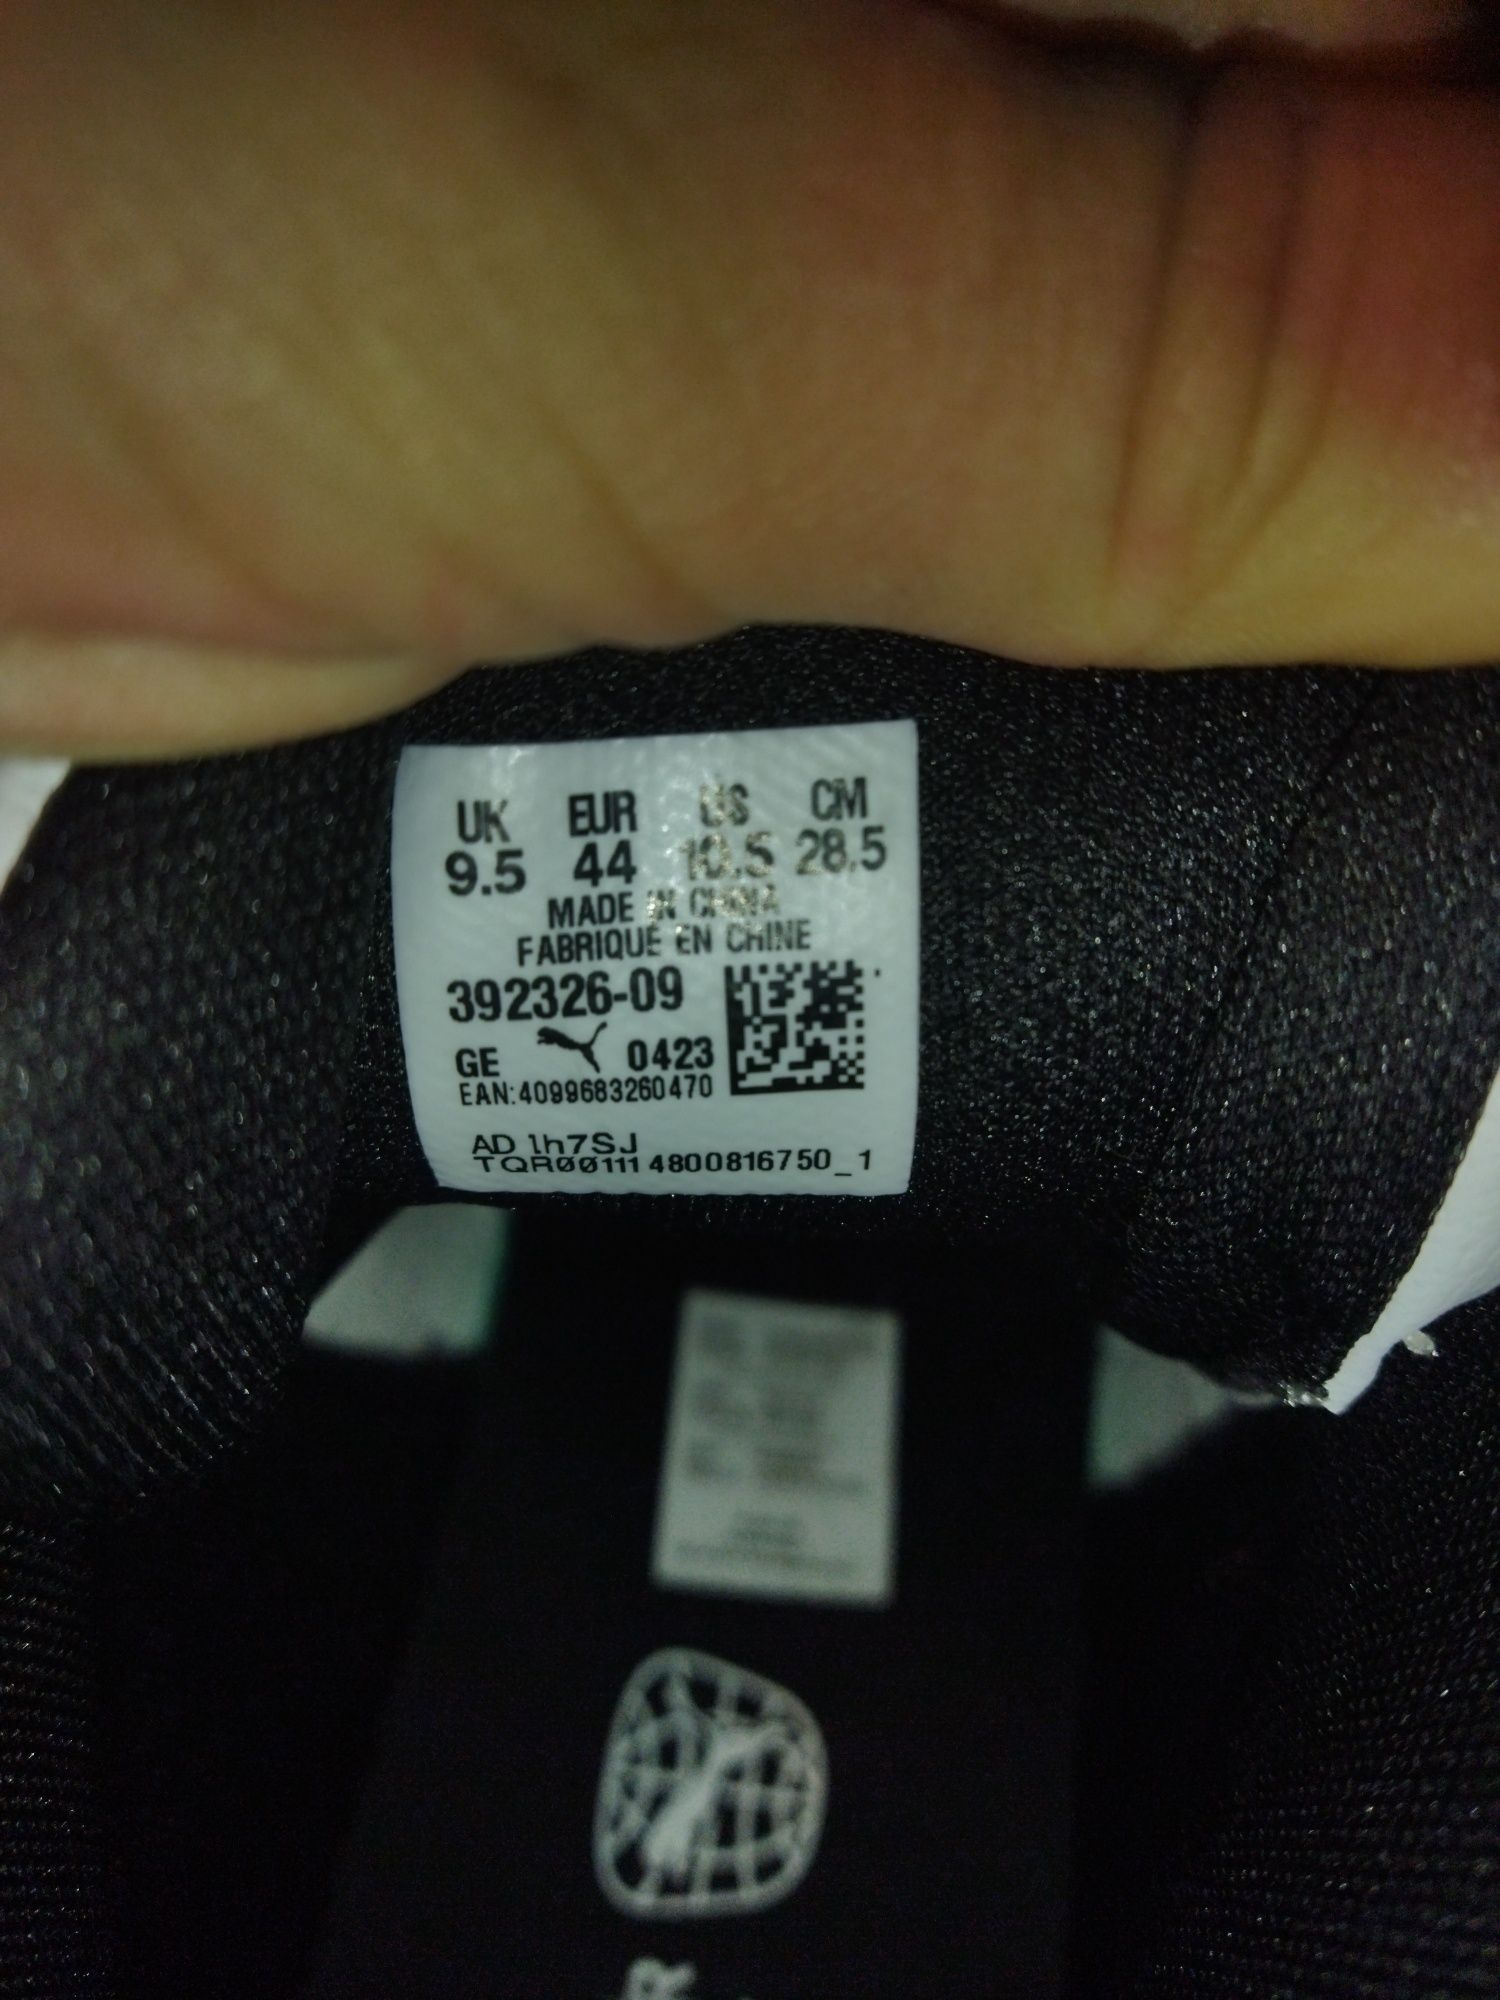 UK EUR US CM
9.5 44 10.5 28.5
MADE IN CHINA
FABRIQUÉ EN CHINE
392326-09
GE 0423
EAN:4099683260470
AD 1h7SJ
TQR00111 4800816750_1
R